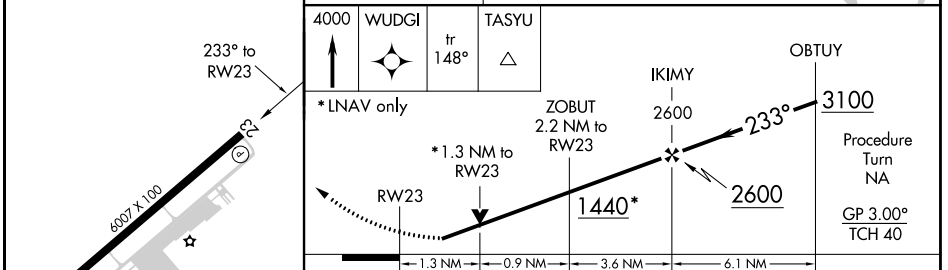 233° to
RW23
23
P
6007 X 100
4000
WUDGI
tr
148°
TASYU
*LNAV only
*1.3 NM to
RW23
RW23
ZOBUT
2.2 NM to
RW23
1440*
IKIMY
2600
2600
233°
OBTUY
3100
Procedure
Turn
NA
GP 3.00°
TCH 40
1.3 NM
0.9 NM
3.6 NM
6.1 NM